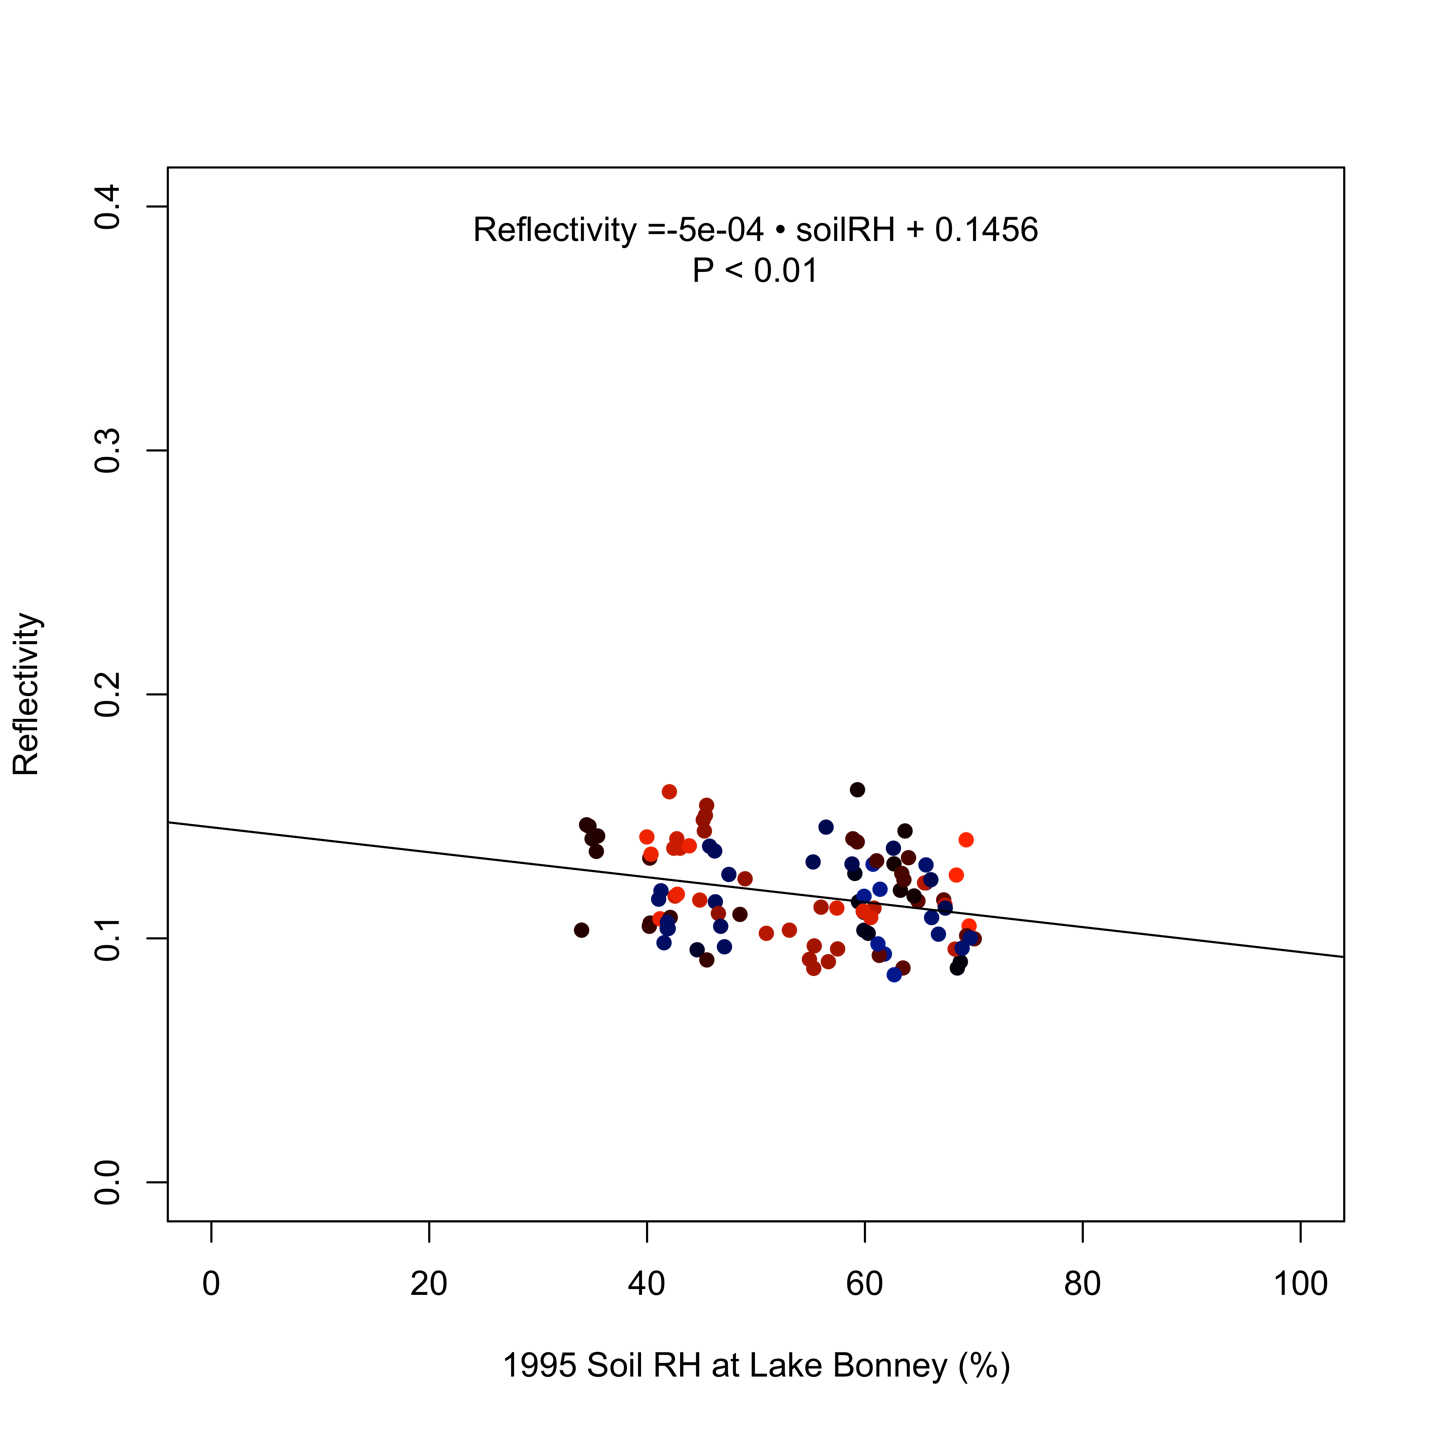 Reflectivity =-5e-04 • soilRH + 0.1456
P < 0.01
Reflectivity
0.4
0.3
0.2
0.1
0.0
0 20 40 60 80 100
1995 Soil RH at Lake Bonney (%)